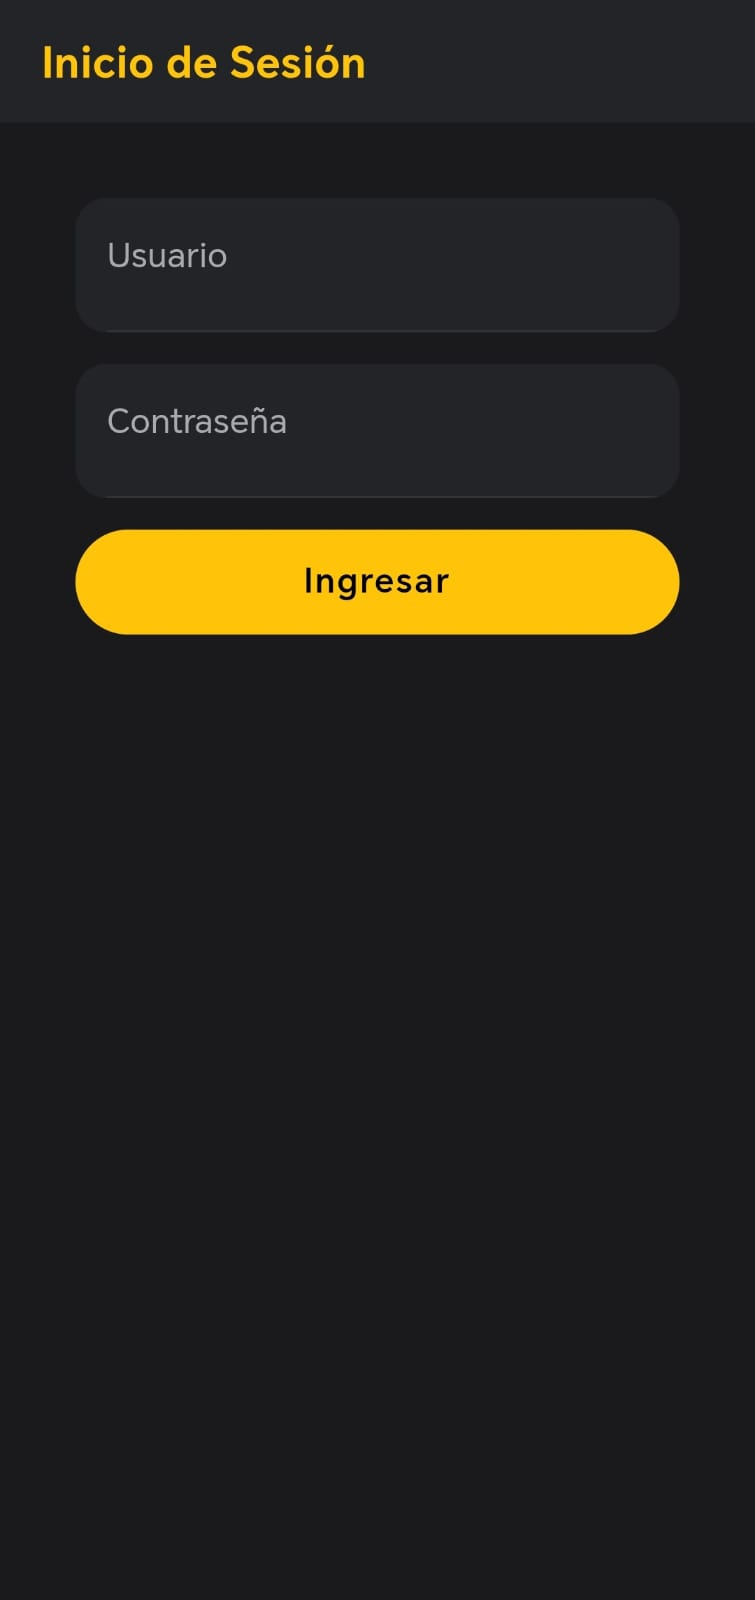 Inicio de Sesión
Usuario
Contraseña
Ingresar